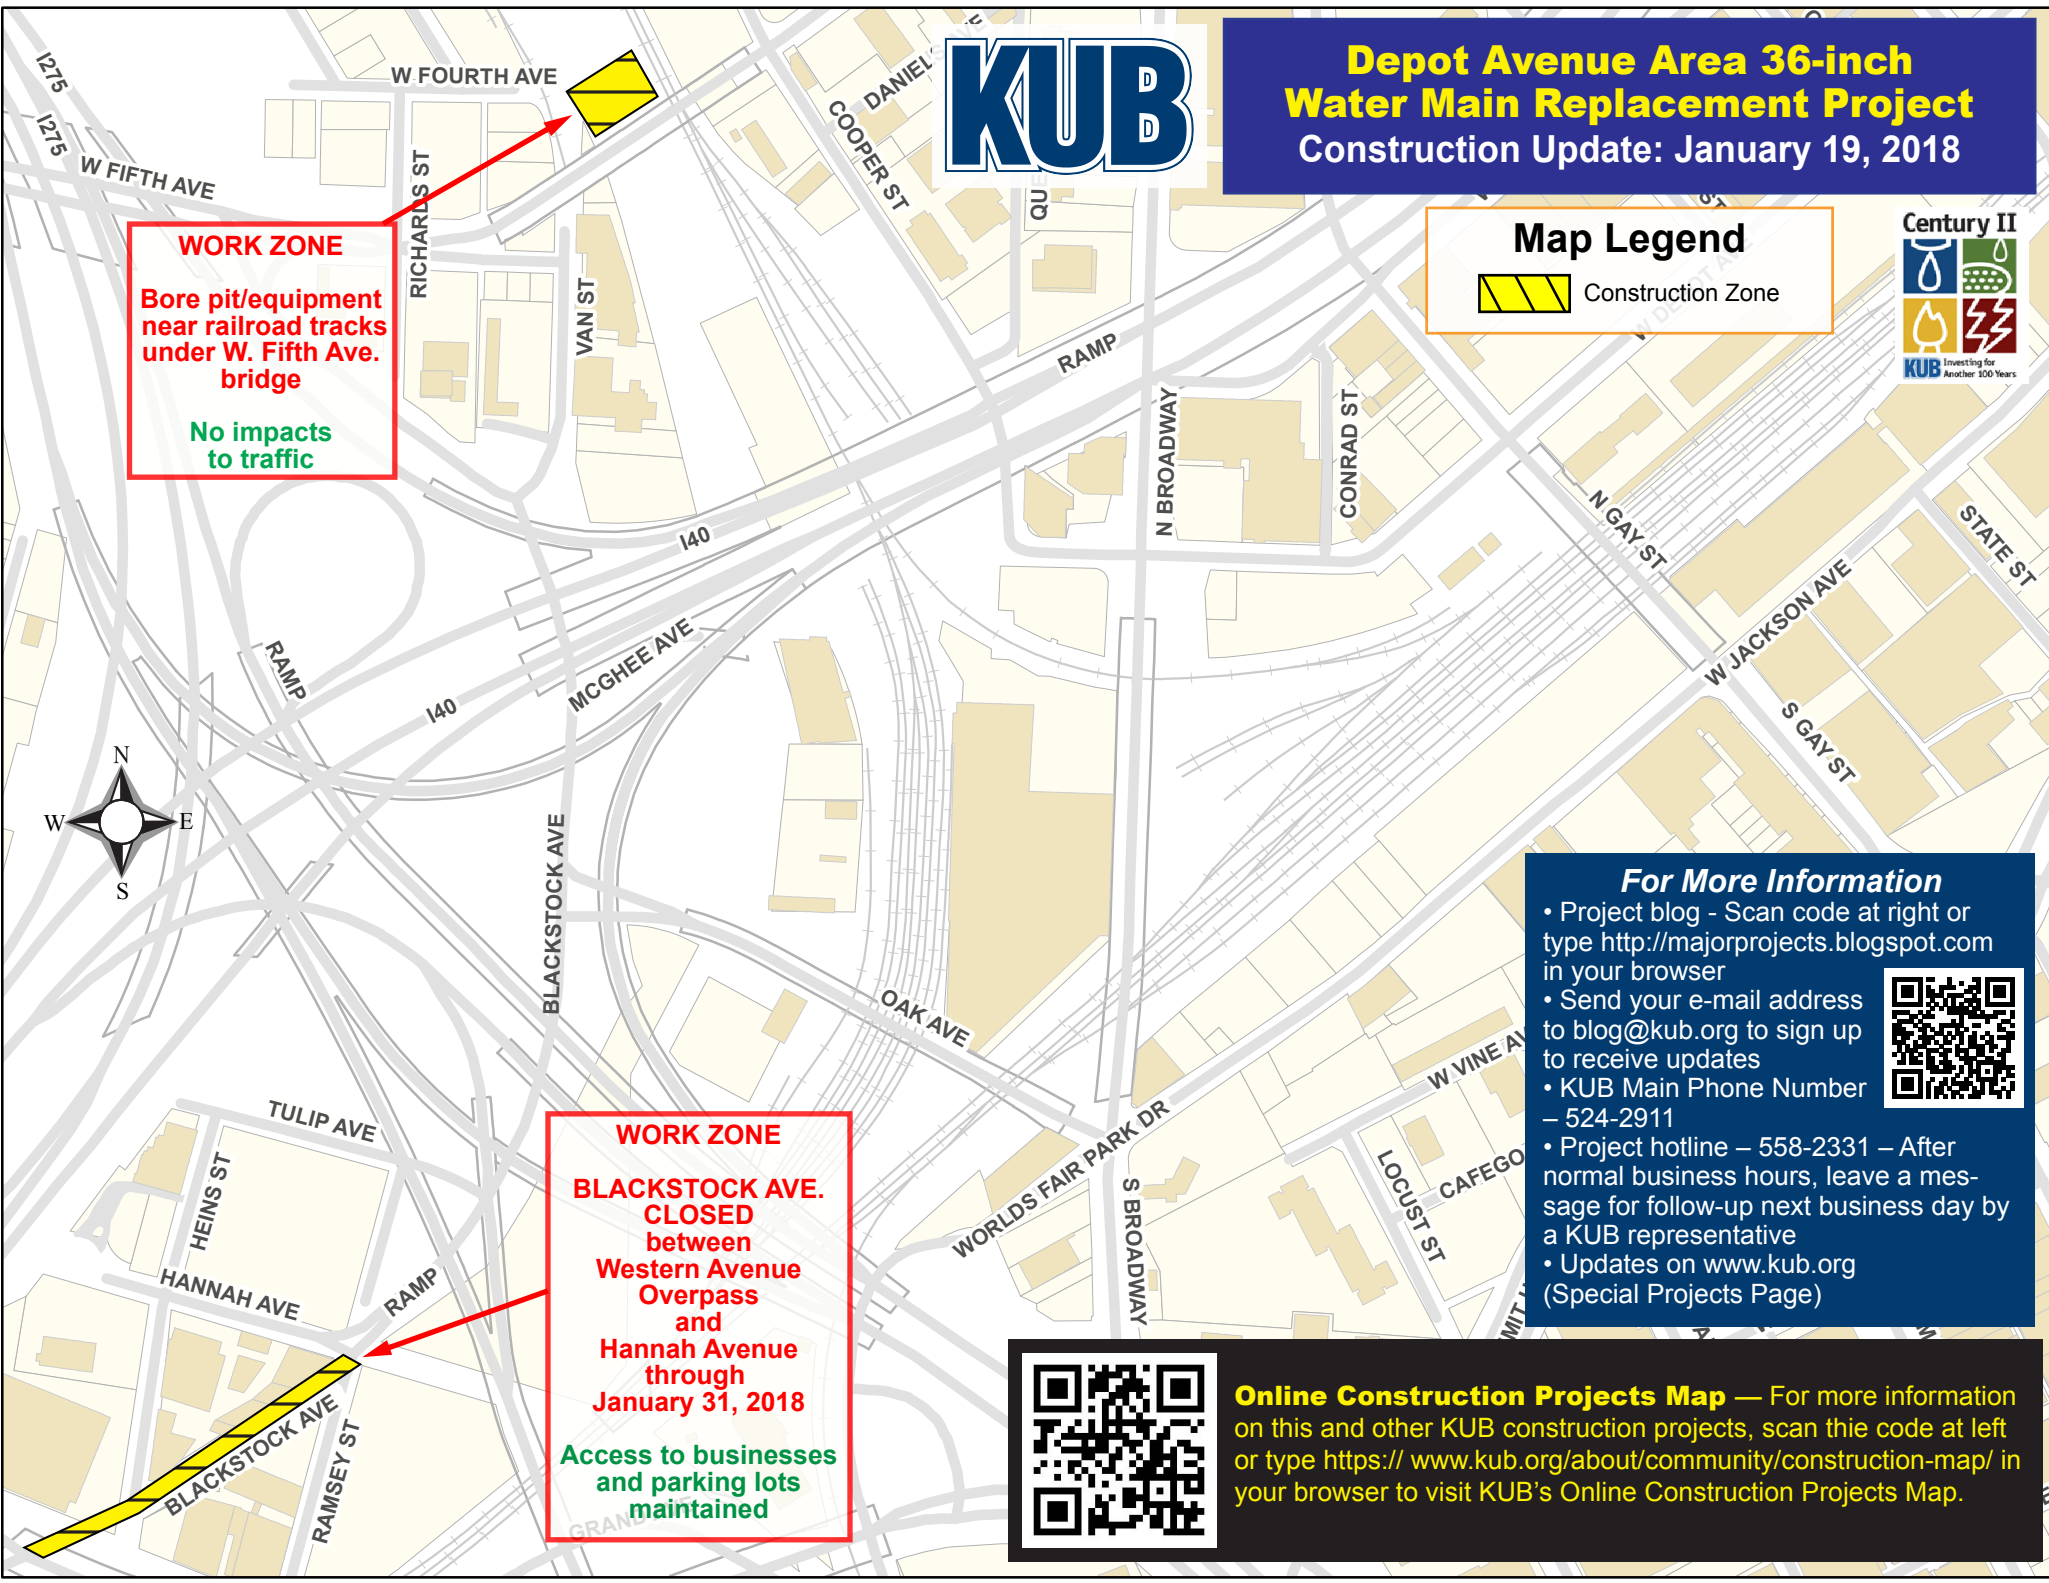 KUB
Depot Avenue Area 36-inch
Water Main Replacement Project
Construction Update: January 19, 2018
Map Legend
Construction Zone
Century II
KUB Investing for
Another 100 Years
I275
I275
W FOURTH AVE
W FIFTH AVE
RICHARDS ST
VAN ST
COOPER ST
DANIELS AVE
QUE
RAMP
N BROADWAY
CONRAD ST
W DEPOT AVE
ST
N GAY ST
STATE ST
W JACKSON AVE
S GAY ST
WORK ZONE
Bore pit/equipment
near railroad tracks
under W. Fifth Ave.
bridge
No impacts
to traffic
I40
MCGHEE AVE
RAMP
I40
N
W
E
S
BLACKSTOCK AVE
OAK AVE
W VINE AV
WORLDS FAIR PARK DR
LOCUST ST
CAFEGO
S BROADWAY
TULIP AVE
HEINS ST
HANNAH AVE
RAMP
BLACKSTOCK AVE
RAMSEY ST
GRAND
WORK ZONE
BLACKSTOCK AVE.
CLOSED
between
Western Avenue
Overpass
and
Hannah Avenue
through
January 31, 2018
Access to businesses
and parking lots
maintained
For More Information
• Project blog - Scan code at right or
type http://majorprojects.blogspot.com
in your browser
• Send your e-mail address
to blog@kub.org to sign up
to receive updates
• KUB Main Phone Number
– 524-2911
• Project hotline – 558-2331 – After
normal business hours, leave a mes-
sage for follow-up next business day by
a KUB representative
• Updates on www.kub.org
(Special Projects Page)
Online Construction Projects Map — For more information
on this and other KUB construction projects, scan thie code at left
or type https:// www.kub.org/about/community/construction-map/ in
your browser to visit KUB's Online Construction Projects Map.